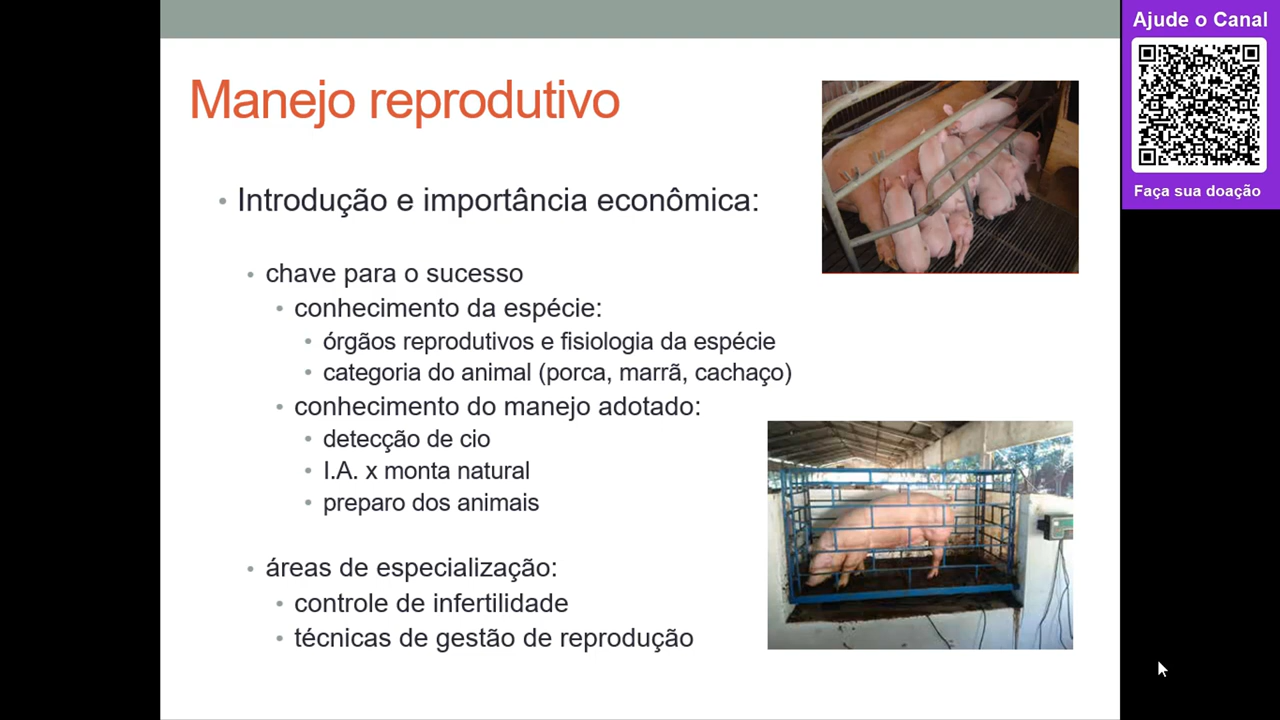 Manejo reprodutivo
• Introdução e importância econômica:
• chave para o sucesso
• conhecimento da espécie:
• órgãos reprodutivos e fisiologia da espécie
• categoria do animal (porca, marrã, cachaço)
• conhecimento do manejo adotado:
• detecção de cio
• I.A. x monta natural
• preparo dos animais
• áreas de especialização:
• controle de infertilidade
• técnicas de gestão de reprodução
Ajude o Canal
Faça sua doação